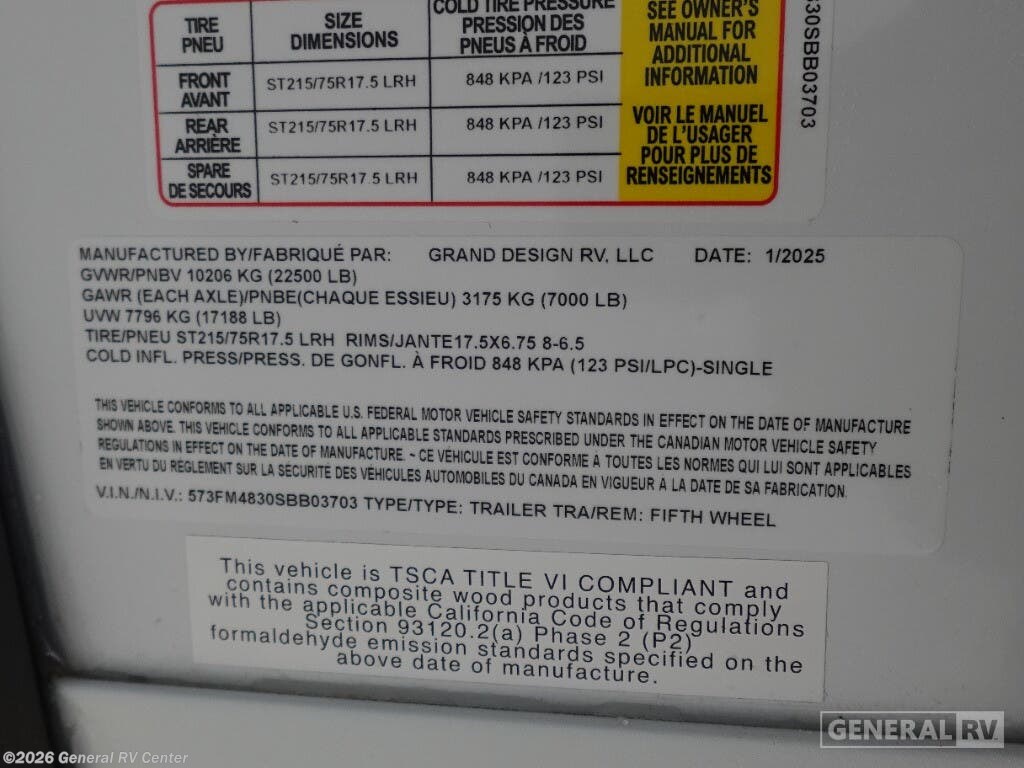 COLD TIRE PRESSURE
TIRE SIZE PRESSION DES
PNEU DIMENSIONS PNEUS À FROID
FRONT
AVANT ST215/75R17.5 LRH 848 KPA /123 PSI
REAR
ARRIÈRE ST215/75R17.5 LRH 848 KPA /123 PSI
SPARE
DE SECOURS ST215/75R17.5 LRH 848 KPA /123 PSI
SEE OWNER'S
MANUAL FOR
ADDITIONAL
INFORMATION
VOIR LE MANUEL
DE L'USAGER
POUR PLUS DE
RENSEIGNEMENTS
830SBB03703
MANUFACTURED BY/FABRIQUÉ PAR: GRAND DESIGN RV, LLC DATE: 1/2025
GVWR/PNBV 10206 KG (22500 LB)
GAWR (EACH AXLE)/PNBE(CHAQUE ESSIEU) 3175 KG (7000 LB)
UVW 7796 KG (17188 LB)
TIRE/PNEU ST215/75R17.5 LRH RIMS/JANTE17.5X6.75 8-6.5
COLD INFL. PRESS/PRESS. DE GONFL. À FROID 848 KPA (123 PSI/LPC)-SINGLE
THIS VEHICLE CONFORMS TO ALL APPLICABLE U.S. FEDERAL MOTOR VEHICLE SAFETY STANDARDS IN EFFECT ON THE DATE OF MANUFACTURE
SHOWN ABOVE. THIS VEHICLE CONFORMS TO ALL APPLICABLE STANDARDS PRESCRIBED UNDER THE CANADIAN MOTOR VEHICLE SAFETY
REGULATIONS IN EFFECT ON THE DATE OF MANUFACTURE. ~ CE VÉHICULE EST CONFORME À TOUTES LES NORMES QUI LUI SONT APPLICABLES
EN VERTU DU RÈGLEMENT SUR LA SÉCURITÉ DES VÉHICULES AUTOMOBILES DU CANADA EN VIGUEUR A LA DATE DE SA FABRICATION.
V.I.N./N.I.V.: 573FM4830SBB03703 TYPE/TYPE: TRAILER TRA/REM: FIFTH WHEEL
This vehicle is TSCA TITLE VI COMPLIANT and
contains composite wood products that comply
with the applicable California Code of Regulations
Section 93120.2(a) Phase 2 (P2)
formaldehyde emission standards specified on the
above date of manufacture.
GENERAL RV
©2026 General RV Center